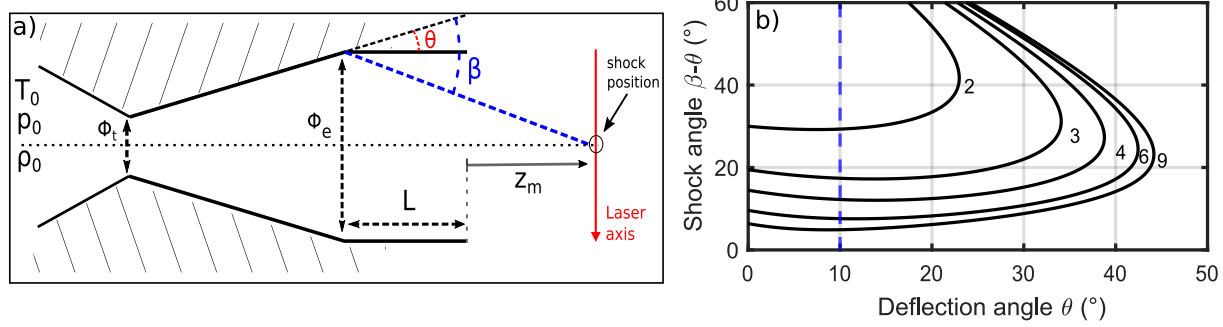 a)
T₀
p₀
ρ₀
Φt
Φe
θ
β
shock
position
L
zm
Laser
axis
b)
Shock angle β-θ (°)
60
40
20
0
2
3
4
6
9
0
10
20
30
40
50
Deflection angle θ (°)